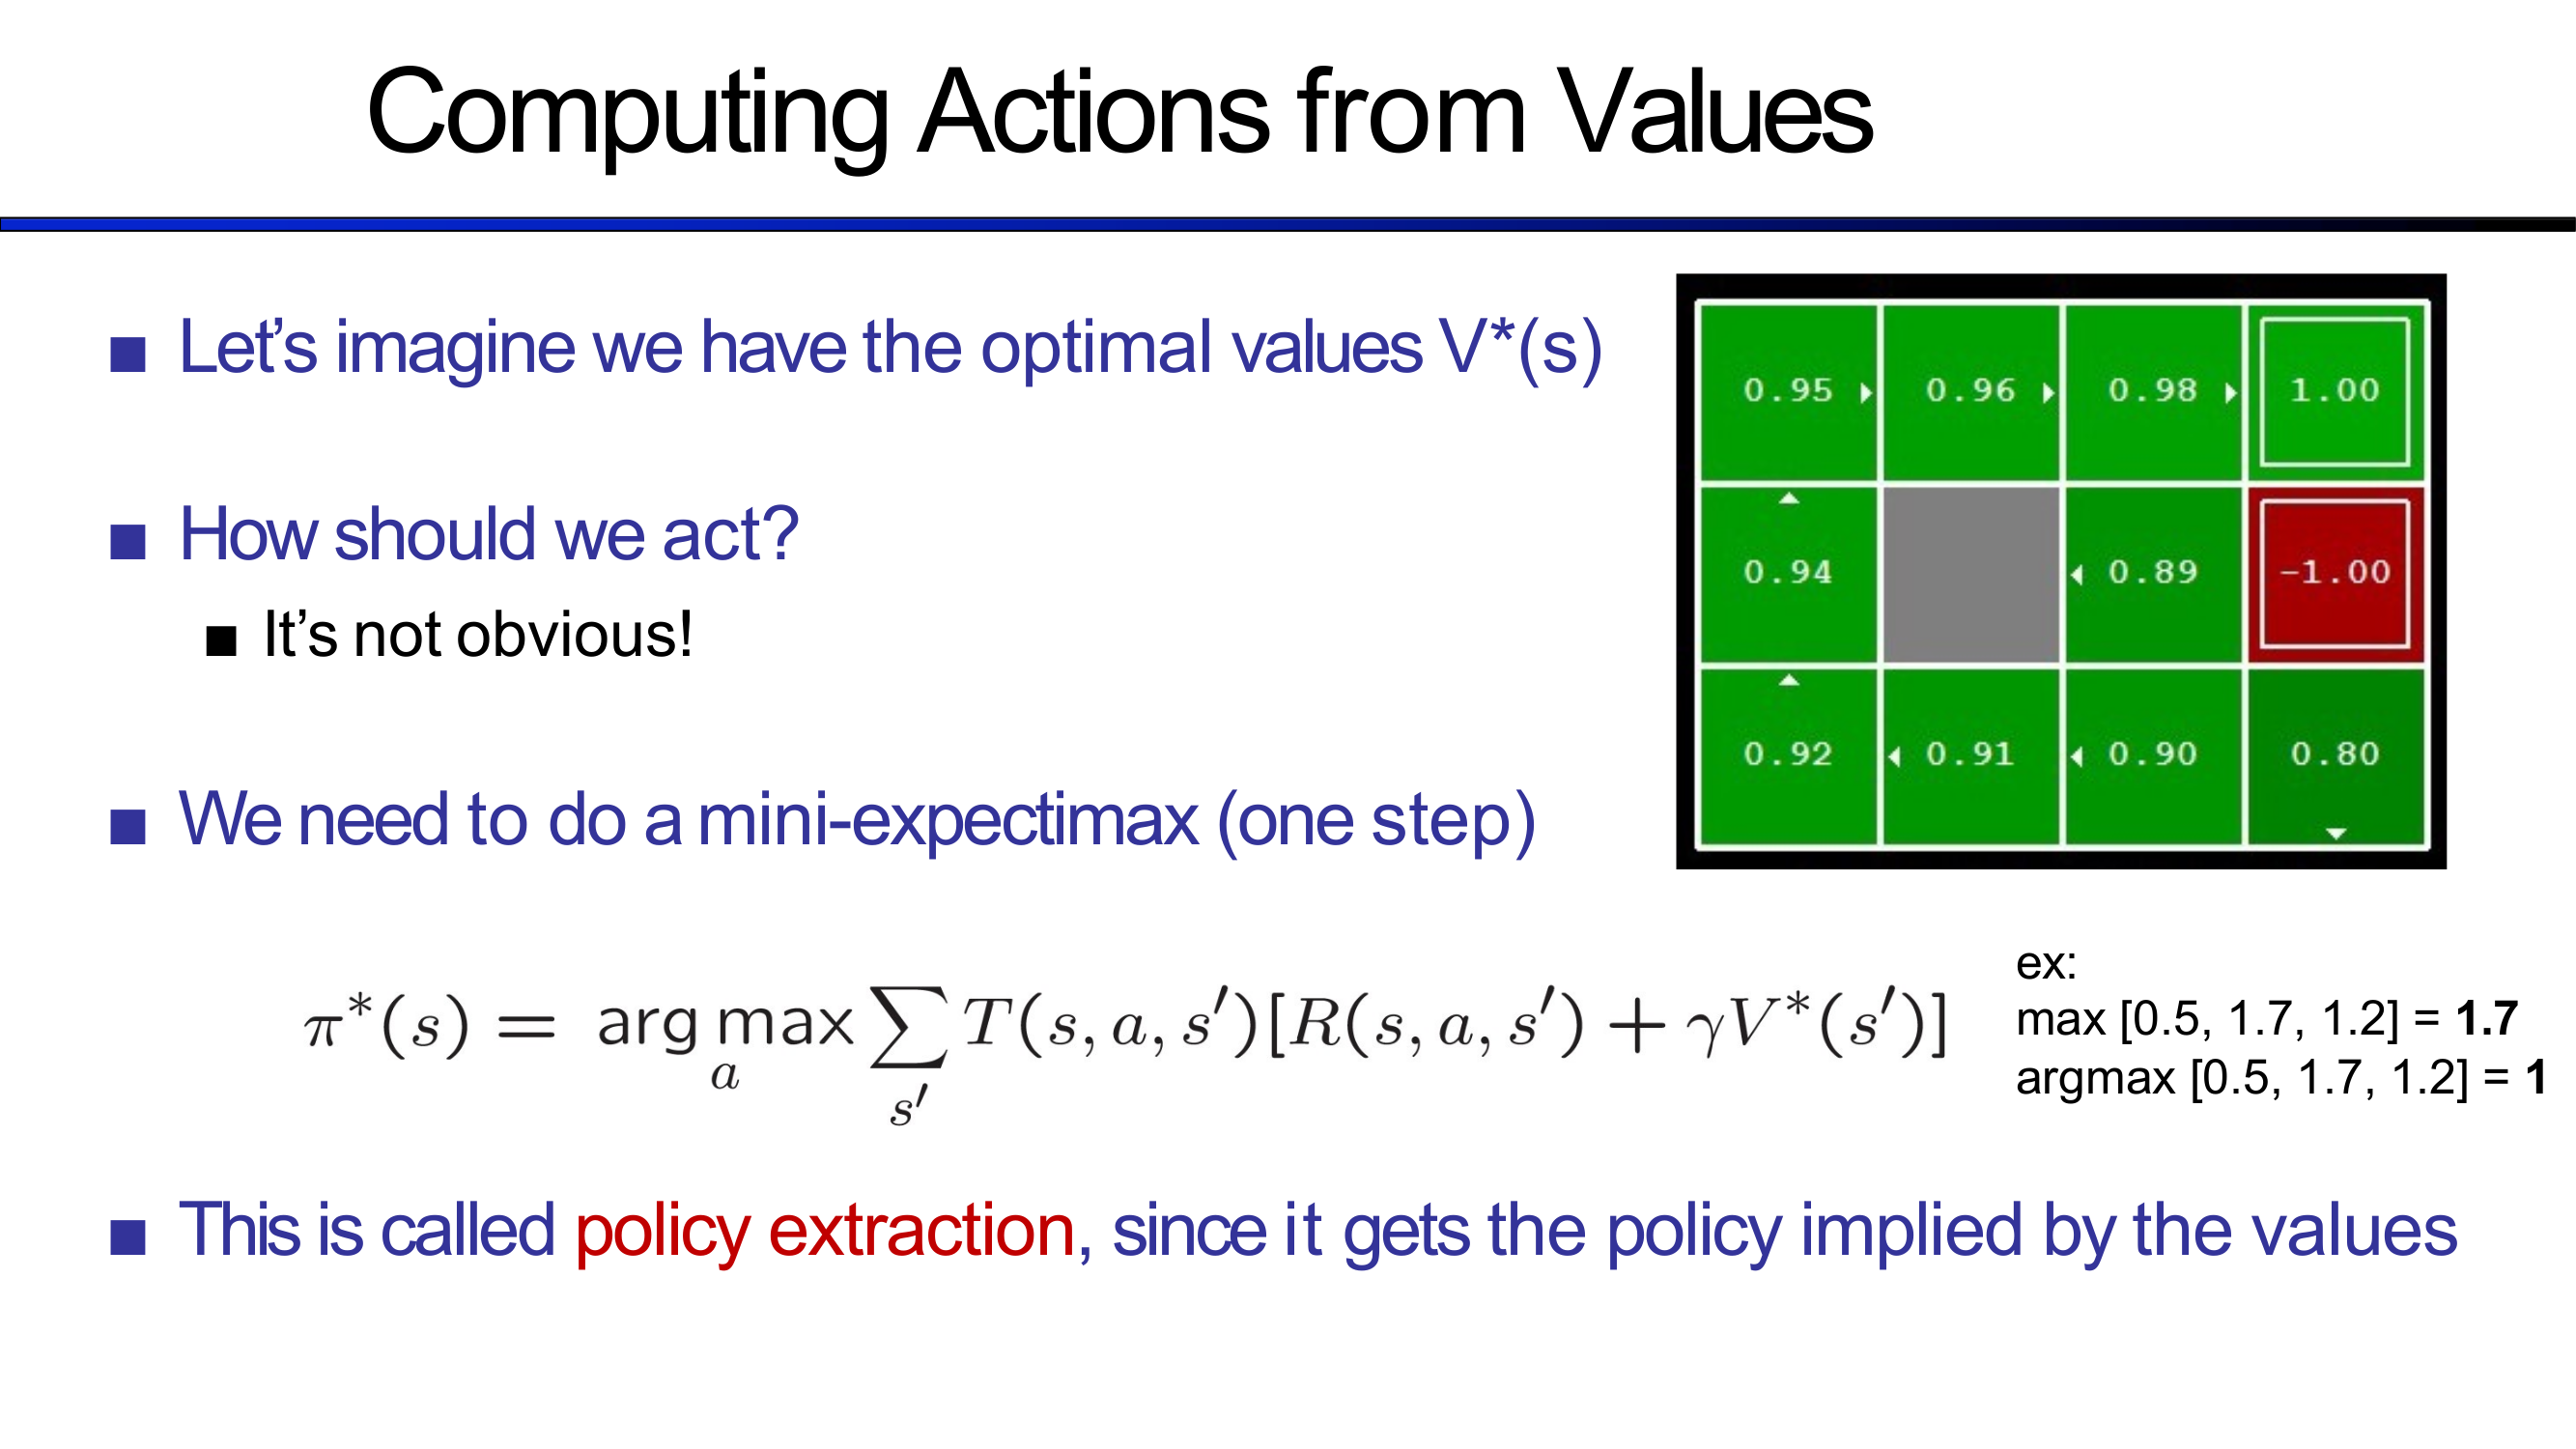 Computing Actions from Values
■ Let’s imagine we have the optimal values V*(s)
■ How should we act?
■ It’s not obvious!
■ We need to do a mini-expectimax (one step)
0.95 0.96 0.98 1.00
0.94 0.89 -1.00
0.92 0.91 0.90 0.80
π*(s) = arg max_a ∑_{s′} T(s, a, s′)[R(s, a, s′) + γV*(s′)]
ex:
max [0.5, 1.7, 1.2] = 1.7
argmax [0.5, 1.7, 1.2] = 1
■ This is called policy extraction, since it gets the policy implied by the values